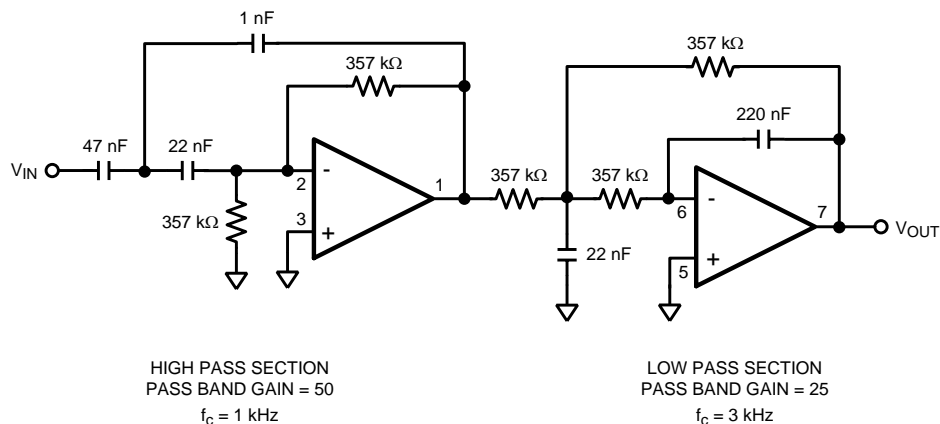 1 nF
357 kΩ
357 kΩ
220 nF
47 nF
22 nF
V_IN
2
-
1
357 kΩ
357 kΩ
6
-
7
357 kΩ
3
+
V_OUT
22 nF
5
+
HIGH PASS SECTION
PASS BAND GAIN = 50
f_c = 1 kHz
LOW PASS SECTION
PASS BAND GAIN = 25
f_c = 3 kHz